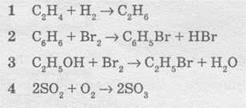 1 C₂H₄ + H₂ → C₂H₆
2 C₆H₆ + Br₂ → C₆H₅Br + HBr
3 C₂H₅OH + Br₂ → C₂H₅Br + H₂O
4 2SO₂ + O₂ → 2SO₃